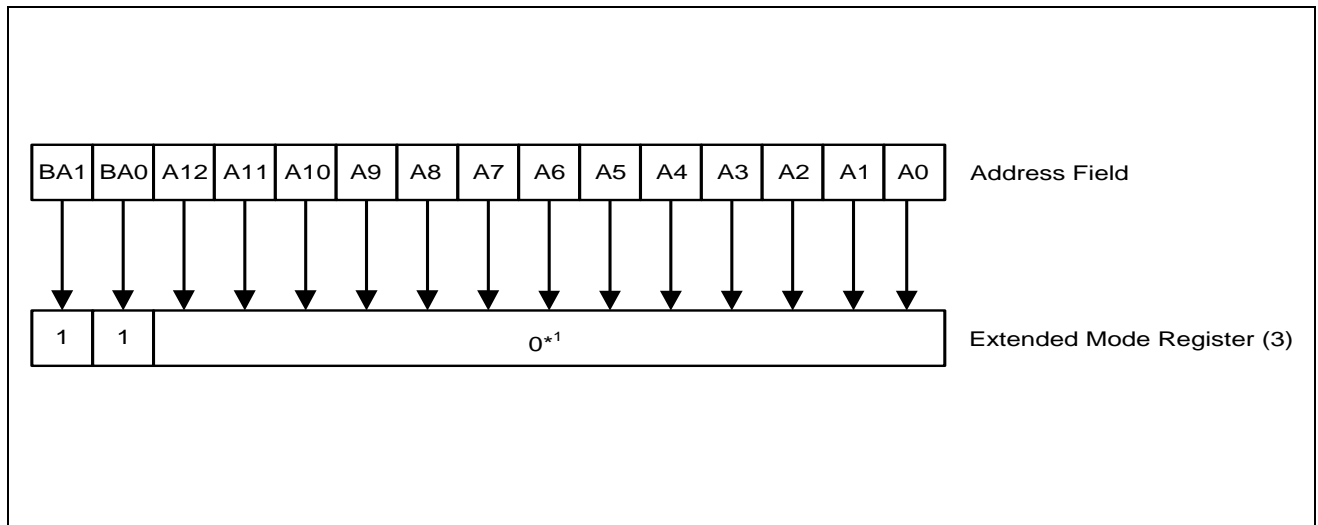 BA1 BA0 A12 A11 A10 A9 A8 A7 A6 A5 A4 A3 A2 A1 A0 Address Field
1 1 0*1 Extended Mode Register (3)